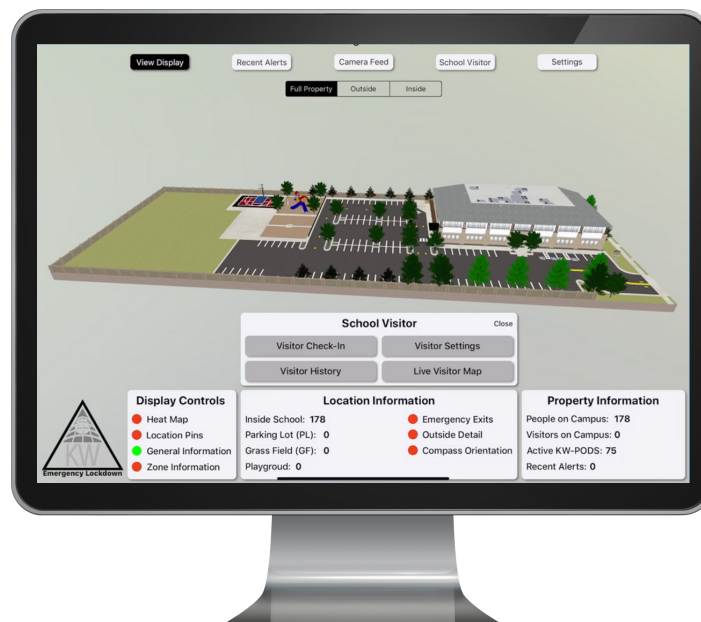 View Display
Recent Alerts
Camera Feed
School Visitor
Settings
Full Property
Outside
Inside
School Visitor
Close
Visitor Check-In
Visitor Settings
Visitor History
Live Visitor Map
Display Controls
Heat Map
Location Pins
General Information
Zone Information
Location Information
Inside School: 178
Parking Lot (PL): 0
Grass Field (GF): 0
Playgroud: 0
Emergency Exits
Outside Detail
Compass Orientation
Property Information
People on Campus: 178
Visitors on Campus: 0
Active KW-PODS: 75
Recent Alerts: 0
KW
Emergency Lockdown